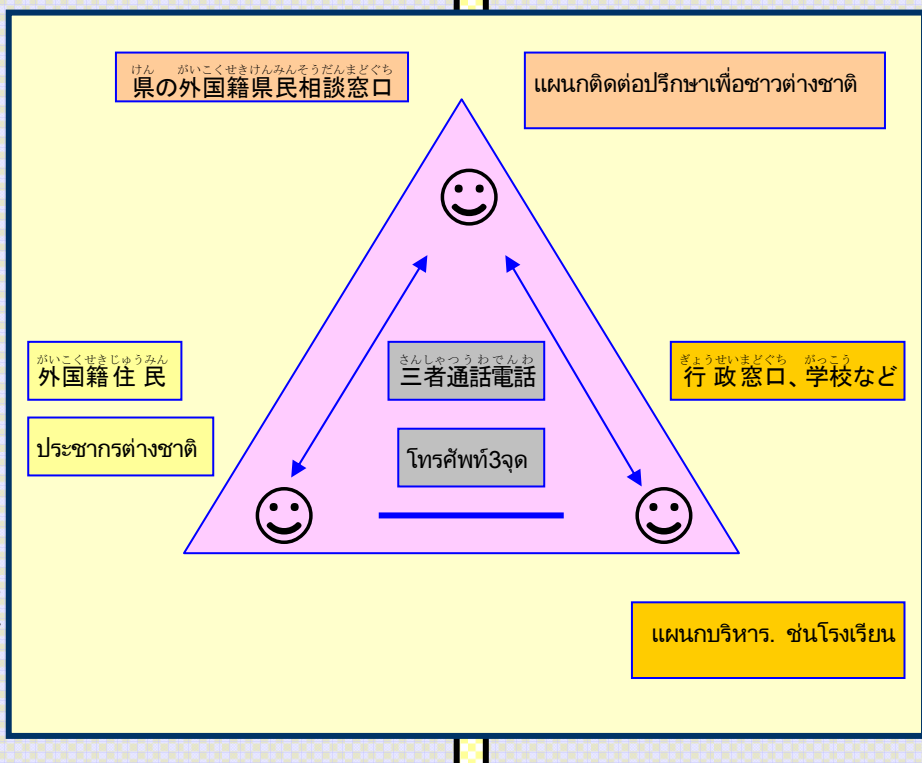 けん がいこくせきけんみんそうだんまどぐち
県の外国籍県民相談窓口
แผนกติดต่อปรึกษาเพื่อชาวต่างชาติ
がいこくせきじゅうみん
外国籍住民
さんしゃつうわでんわ
三者通話電話
ぎょうせいまどぐち がっこう
行政窓口、学校など
ประชากรต่างชาติ
โทรศัพท์3จุด
แผนกบริหาร. ช่นโรงเรียน